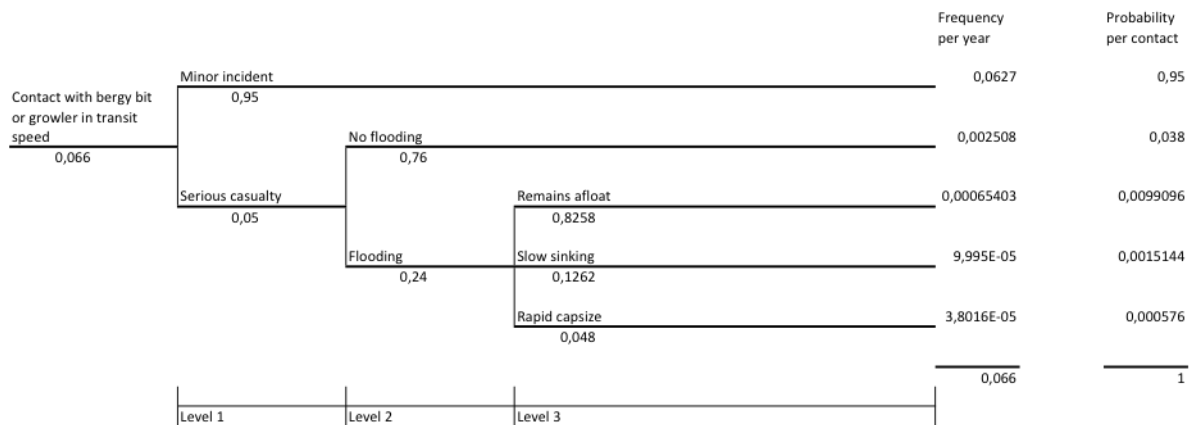 Frequency per year
Probability per contact
Minor incident
0,0627
0,95
0,95
Contact with bergy bit
or growler in transit
speed
0,066
No flooding
0,002508
0,038
0,76
Serious casualty
Remains afloat
0,00065403
0,0099096
0,05
0,8258
Flooding
Slow sinking
9,995E-05
0,0015144
0,24
0,1262
Rapid capsize
3,8016E-05
0,000576
0,048
0,066
1
Level 1
Level 2
Level 3